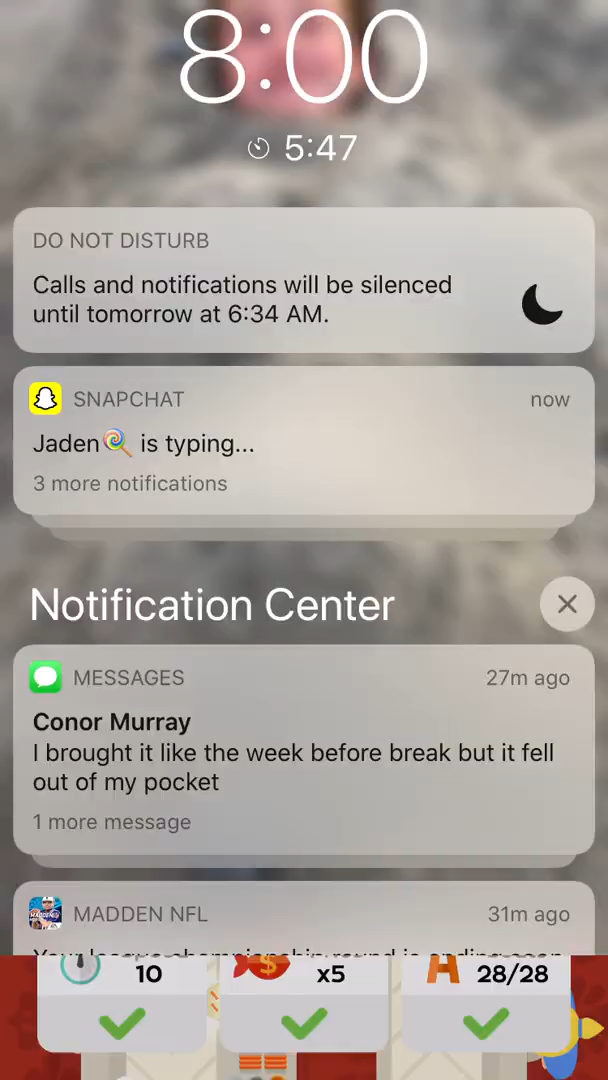 8:00
5:47
DO NOT DISTURB
Calls and notifications will be silenced
until tomorrow at 6:34 AM.
SNAPCHAT now
Jaden🍭 is typing...
3 more notifications
Notification Center
MESSAGES 27m ago
Conor Murray
I brought it like the week before break but it fell
out of my pocket
1 more message
MADDEN NFL 31m ago
10 x5 28/28